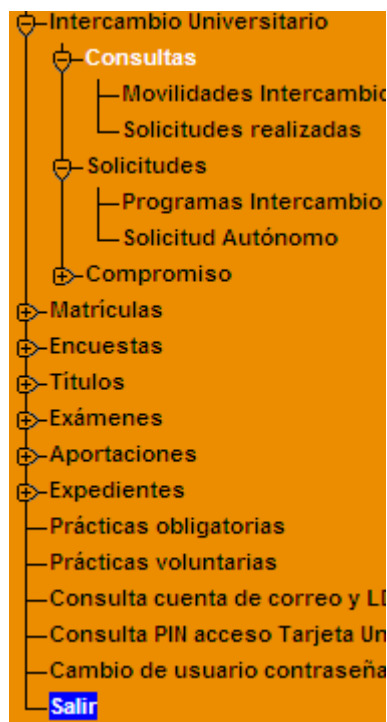 Intercambio Universitario
Consultas
Movilidades Intercambio
Solicitudes realizadas
Solicitudes
Programas Intercambio
Solicitud Autónomo
Compromiso
Matrículas
Encuestas
Títulos
Exámenes
Aportaciones
Expedientes
Prácticas obligatorias
Prácticas voluntarias
Consulta cuenta de correo y
Consulta PIN acceso Tarjeta
Cambio de usuario contraseña
Salir